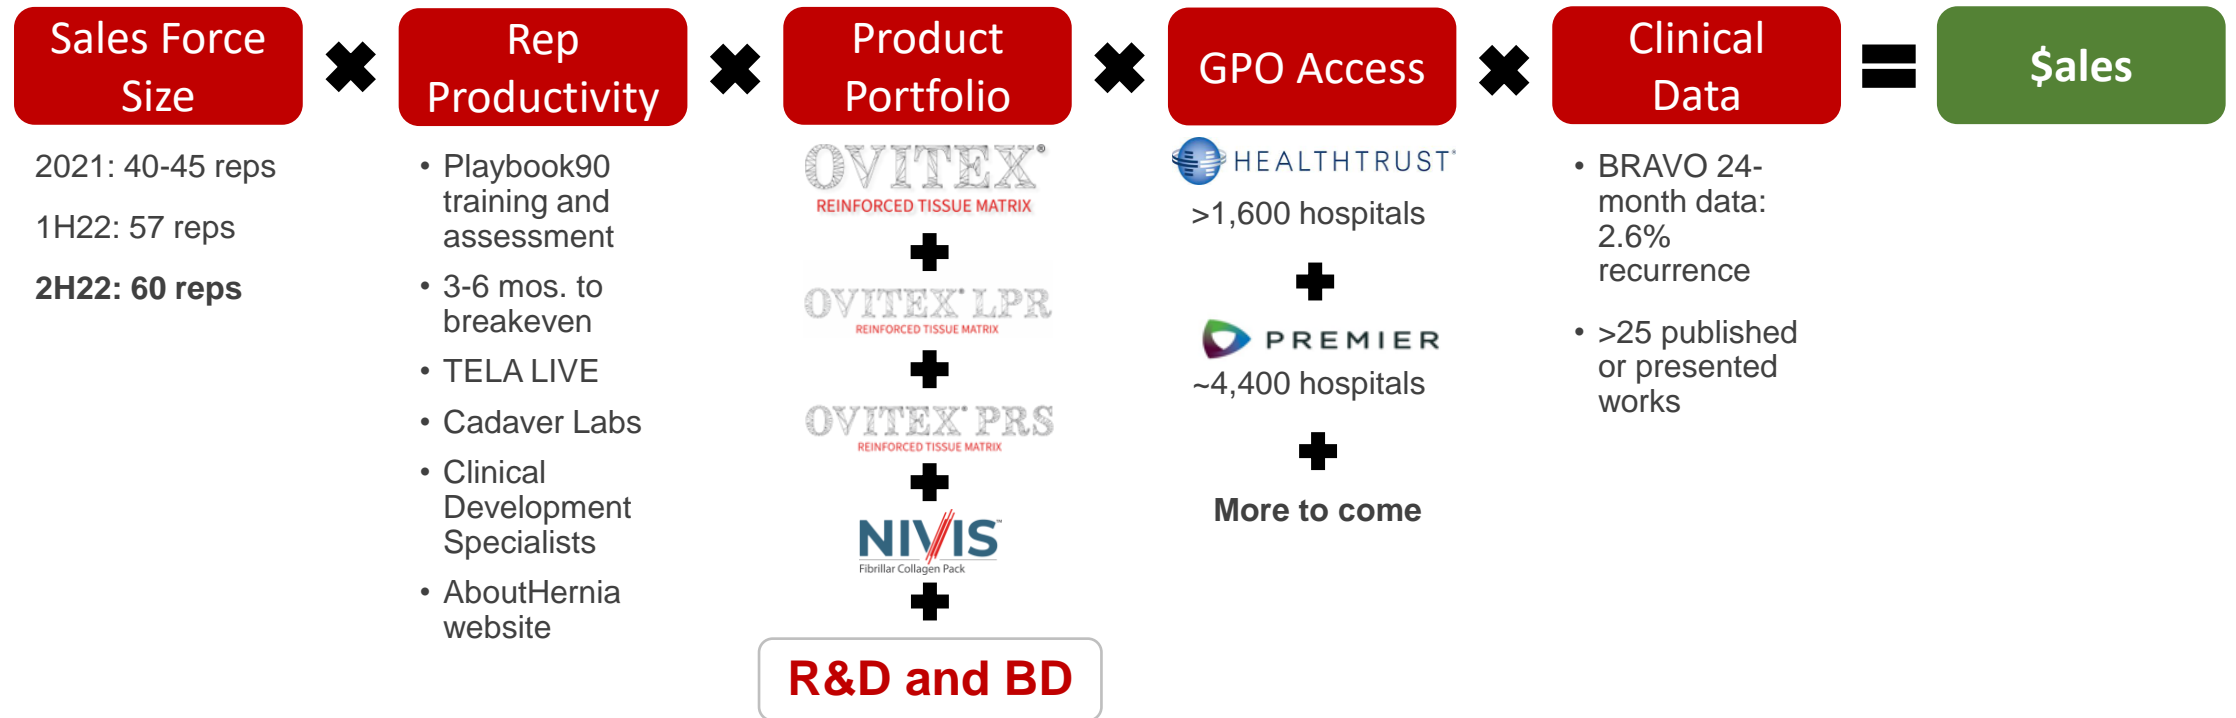 Sales Force
Size
Rep
Productivity
Product
Portfolio
GPO Access
Clinical
Data
$ales
2021: 40-45 reps
1H22: 57 reps
2H22: 60 reps
• Playbook90
training and
assessment
• 3-6 mos. to
breakeven
• TELA LIVE
• Cadaver Labs
• Clinical
Development
Specialists
• AboutHernia
website
OVITEX®
REINFORCED TISSUE MATRIX
OVITEX® LPR
REINFORCED TISSUE MATRIX
OVITEX® PRS
REINFORCED TISSUE MATRIX
NIVIS™
Fibrillar Collagen Pack
R&D and BD
HEALTHTRUST®
>1,600 hospitals
PREMIER
~4,400 hospitals
More to come
• BRAVO 24-
month data:
2.6%
recurrence
• >25 published
or presented
works